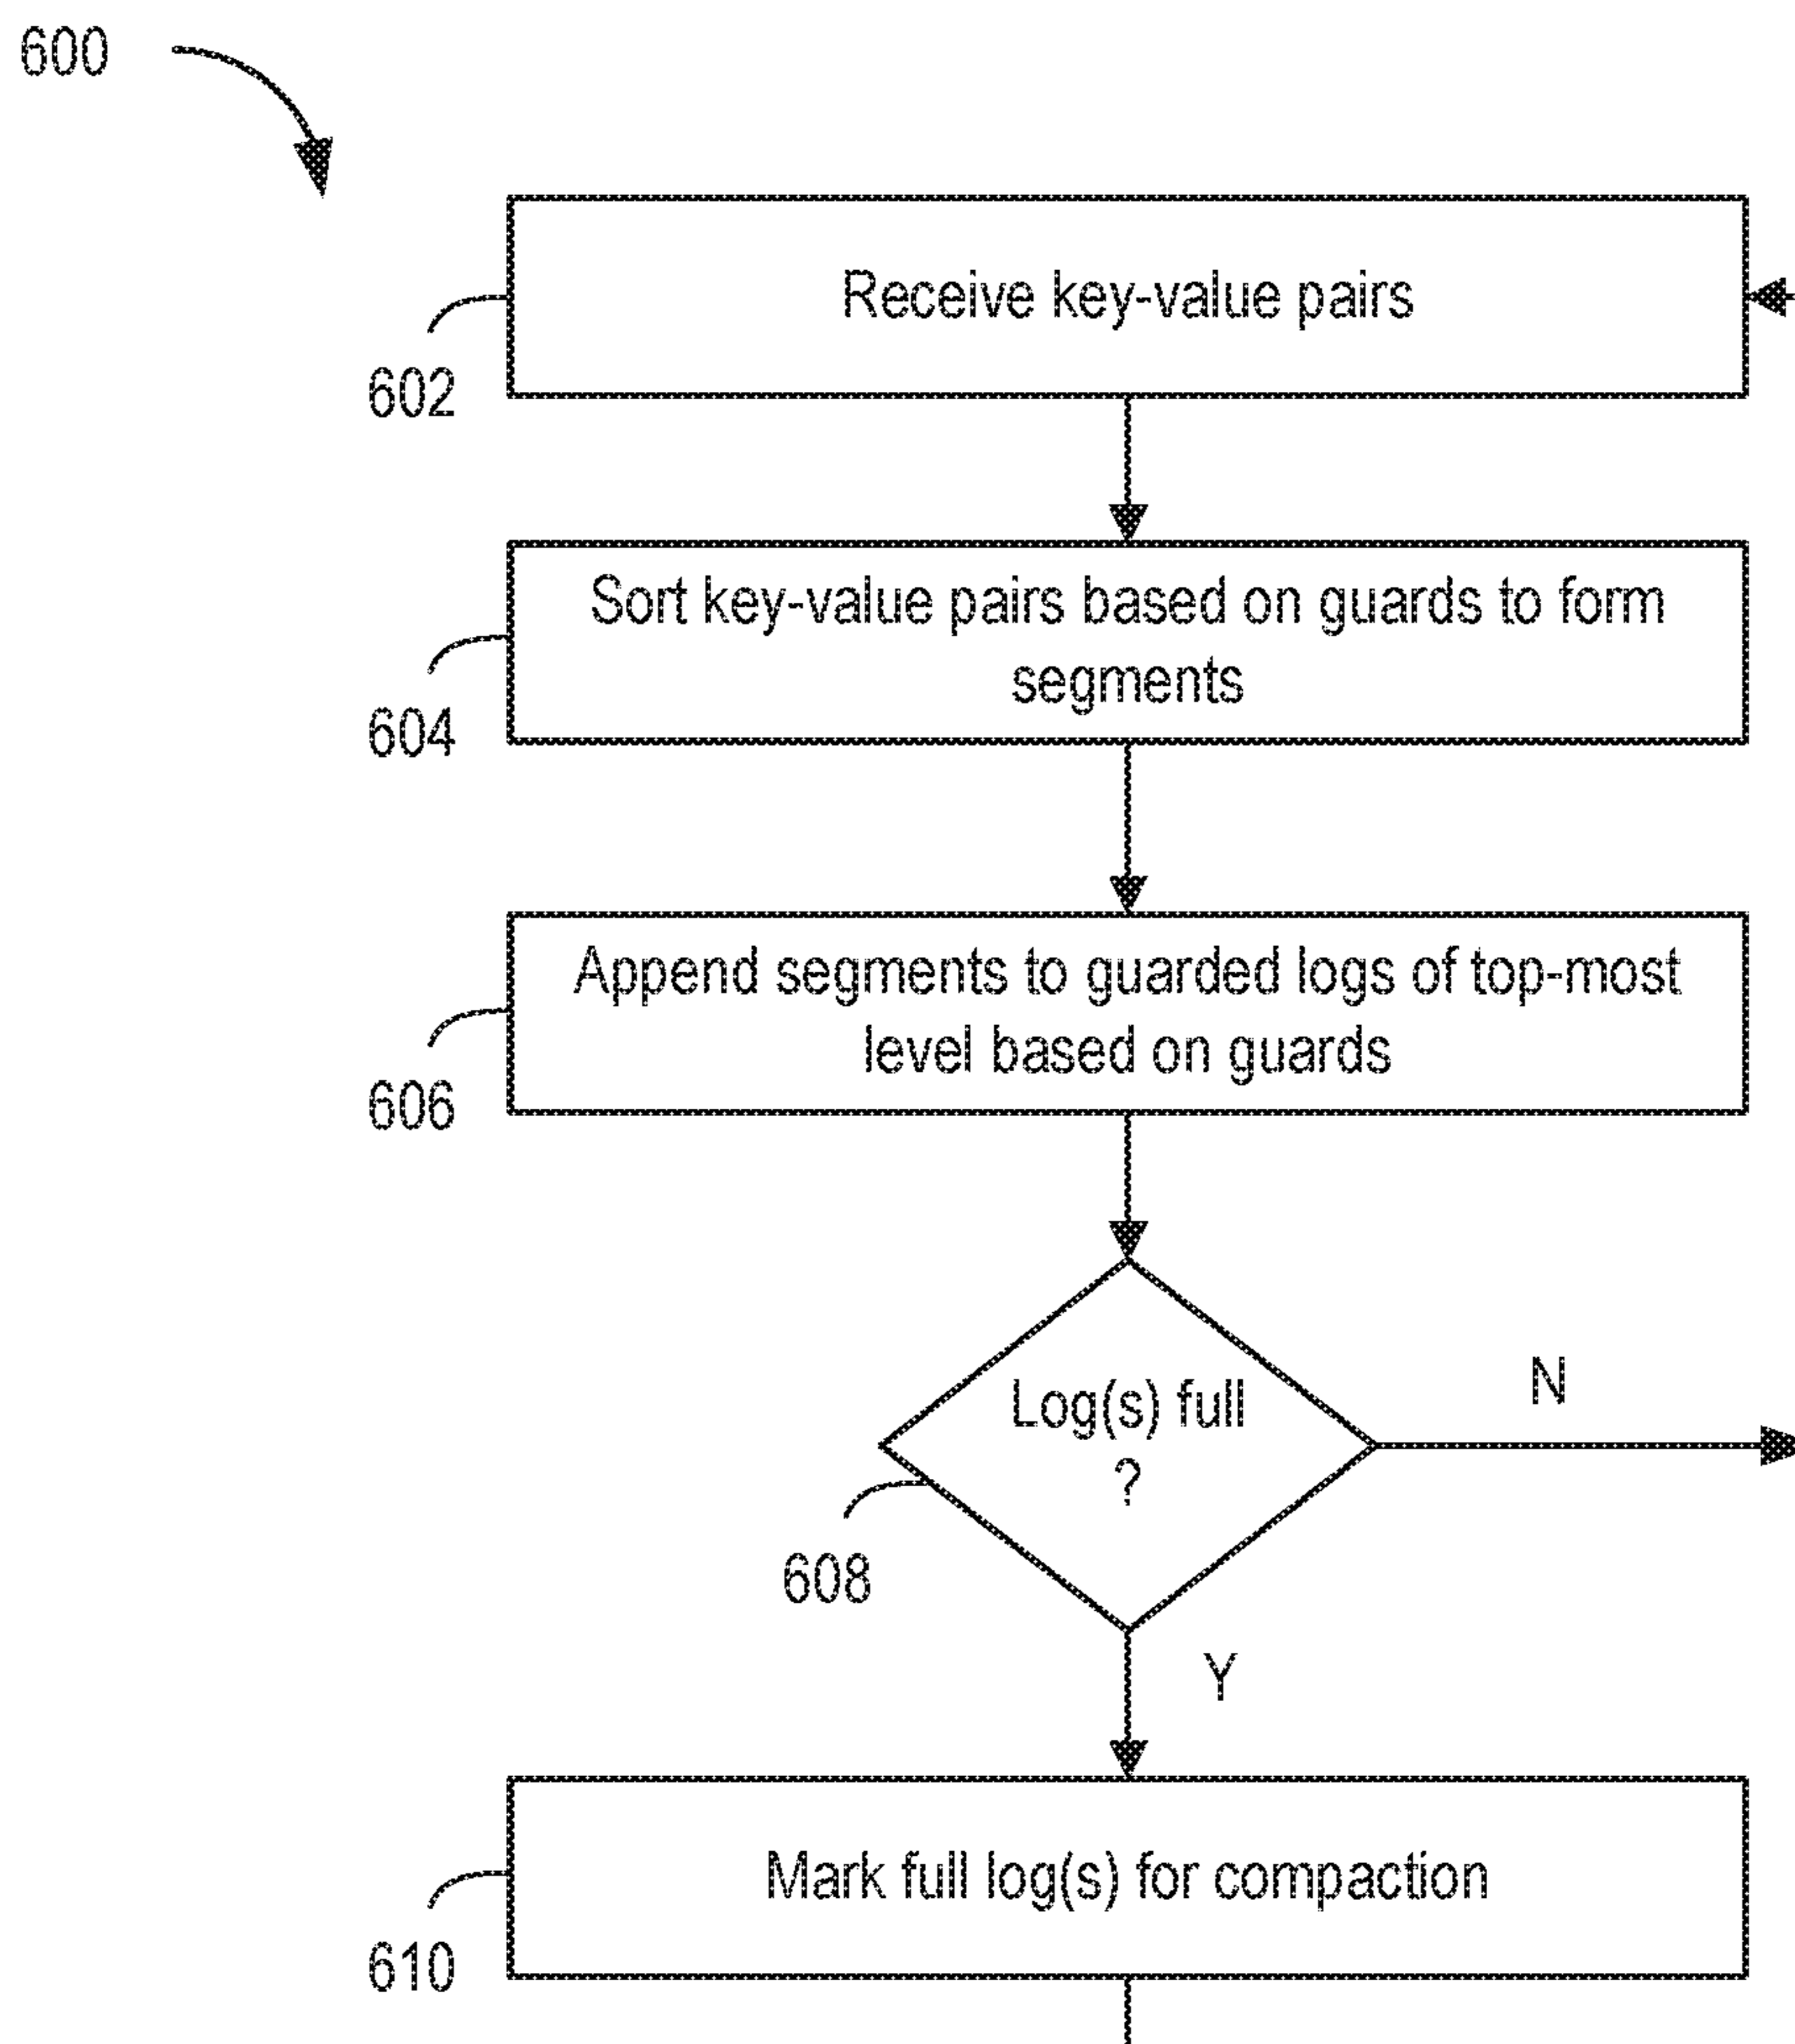 600
Receive key-value pairs
602
Sort key-value pairs based on guards to form
segments
604
Append segments to guarded logs of top-most
level based on guards
606
Log(s) full
?
N
608
Y
Mark full log(s) for compaction
610